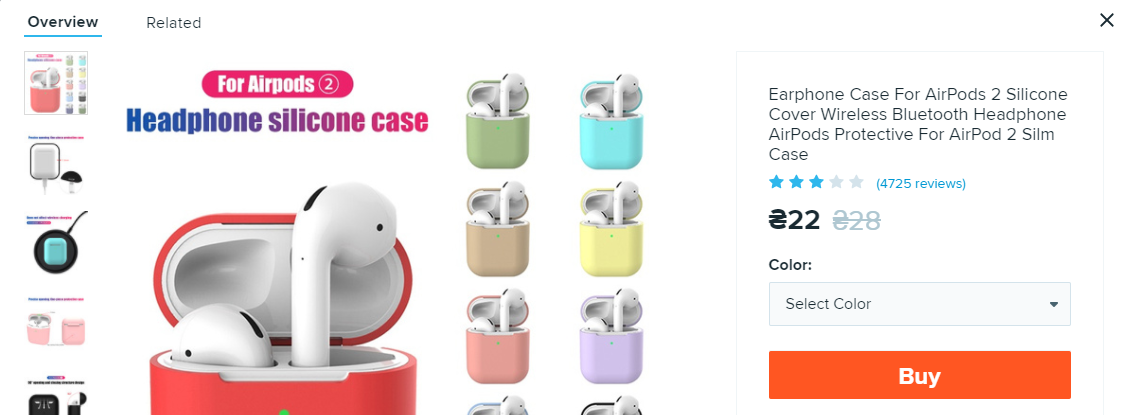 Overview
Related
For Airpods ②
Headphone silicone case
Earphone Case For AirPods 2 Silicone
Cover Wireless Bluetooth Headphone
AirPods Protective For AirPod 2 Silm
Case
(4725 reviews)
₴22 ₴28
Color:
Select Color
Buy